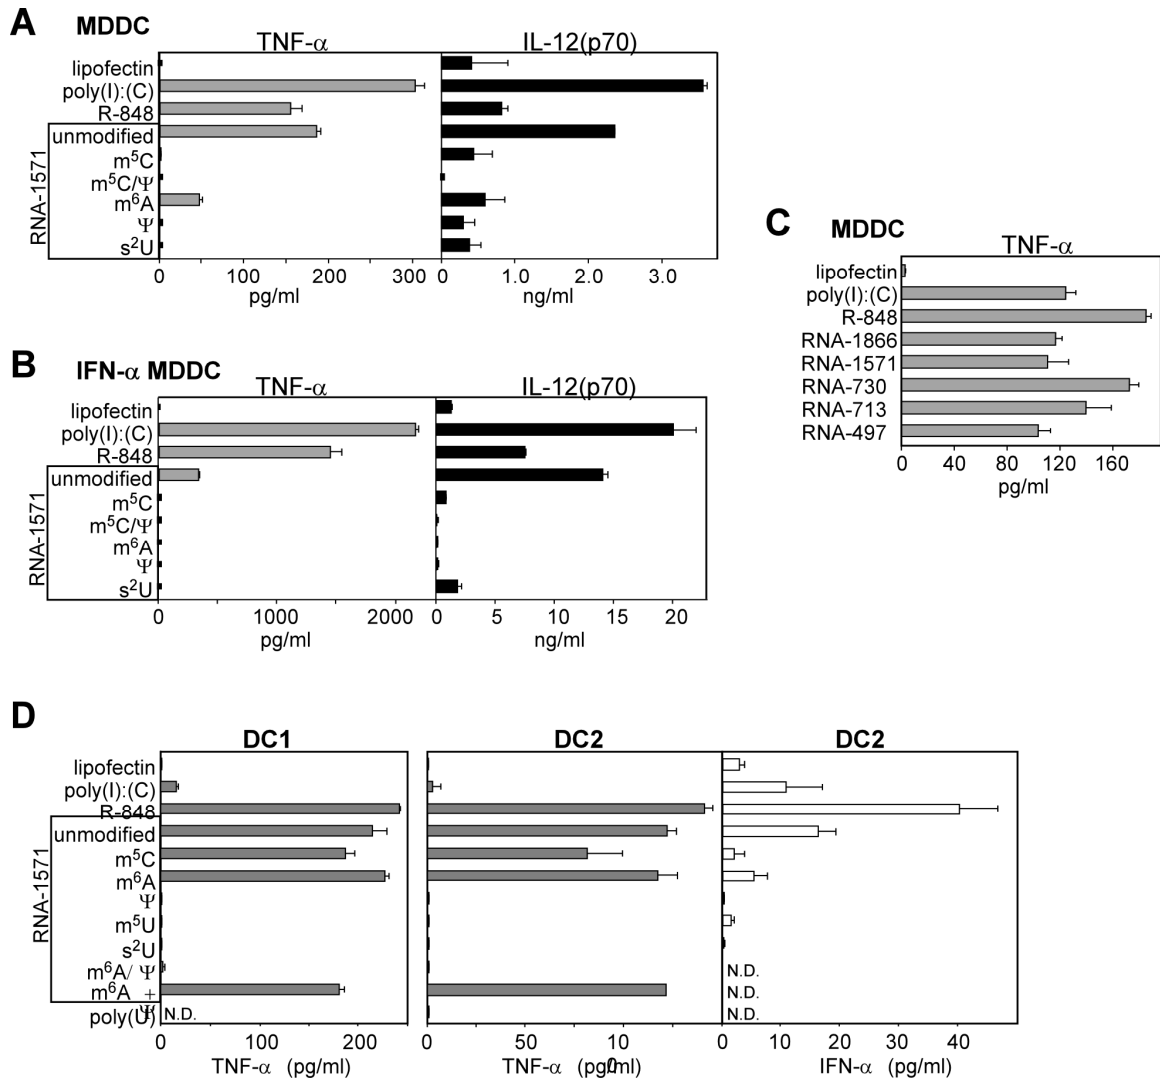 A MDDC
TNF-α IL-12(p70)
lipofectin
poly(I):(C)
R-848
unmodified
m⁵C
m⁵C/Ψ
m⁶A
Ψ
s²U
RNA-1571
0 100 200 300 0 1.0 2.0 3.0
pg/ml ng/ml
B IFN-α MDDC
TNF-α IL-12(p70)
lipofectin
poly(I):(C)
R-848
unmodified
m⁵C
m⁵C/Ψ
m⁶A
Ψ
s²U
RNA-1571
0 1000 2000 0 5 10 15 20
pg/ml ng/ml
C MDDC
TNF-α
lipofectin
poly(I):(C)
R-848
RNA-1866
RNA-1571
RNA-730
RNA-713
RNA-497
0 40 80 120 160
pg/ml
D
DC1 DC2 DC2
lipofectin
poly(I):(C)
R-848
unmodified
m⁵C
m⁶A
Ψ
m⁵U
s²U
m⁶A/ Ψ N.D.
m⁶A + Ψ N.D.
poly(U) N.D. N.D.
RNA-1571
0 100 200 0 50 10 0 0 10 20 30 40
TNF-α (pg/ml) TNF-α (pg/ml) IFN-α (pg/ml)